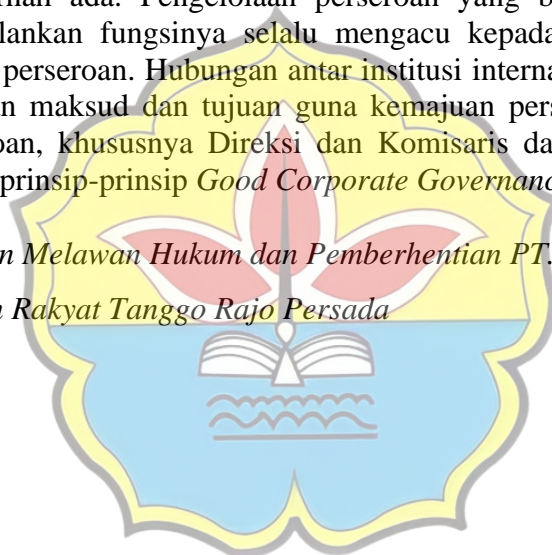 ada. Pengelolaan perseroan yang b
lankan fungsinya selalu mengacu kepada
perseroan. Hubungan antar institusi interna
n maksud dan tujuan guna kemajuan pers
oan, khususnya Direksi dan Komisaris da
prinsip-prinsip Good Corporate Governanc
n Melawan Hukum dan Pemberhentian PT.
Rakyat Tanggo Rajo Persada